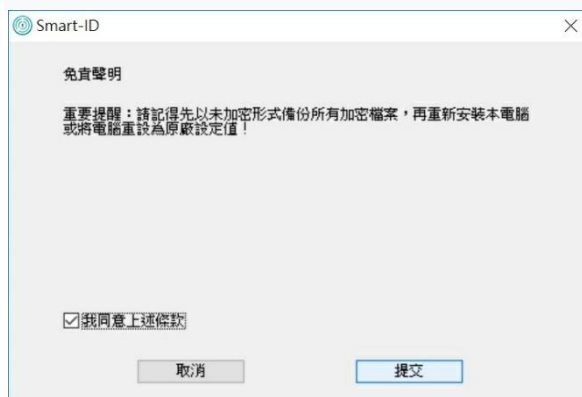 Smart-ID
免責聲明
重要提醒：請記得先以未加密形式備份所有加密檔案，再重新安裝本電腦
或將電腦重設為原廠設定值！
我同意上述條款
取消
提交